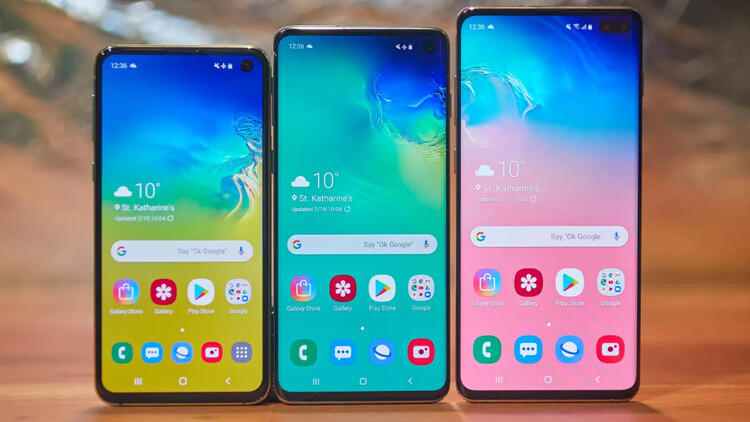 12:36
10°
St. Katharine's
Updated 2/18 18:04
Say "Ok Google"
Galaxy Store
Gallery
Play Store
Google
12:36
10°
St. Katharine's
Updated 2/18 18:04
Say "Ok Google"
Galaxy Store
Gallery
Play Store
Google
12:36
10°
St. Katharine's
Say "Ok Google"
Galaxy Store
Gallery
Play Store
Google